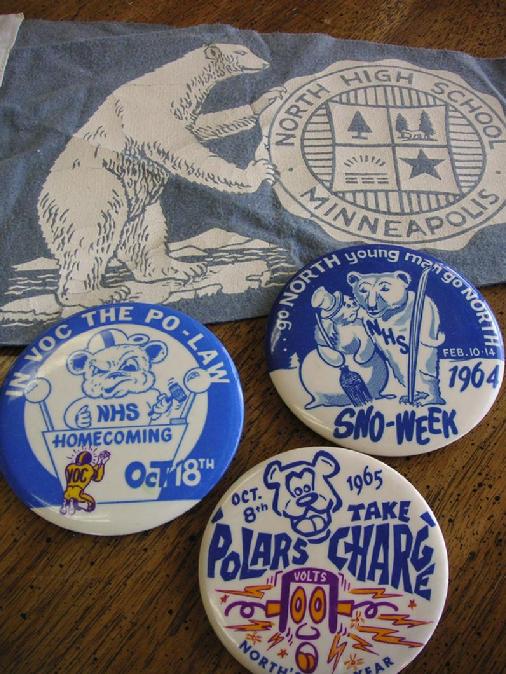 NORTH HIGH SCHOOL
MINNEAPOLIS
...go NORTH young man go NORTH
NHS
FEB. 10-14
1964
SNO-WEEK
IN VOC THE PO-LAW
NHS
HOMECOMING
VOC
OCT 18TH
OCT. 8th 1965
'POLARS TAKE CHARGE'
VOLTS
NORTH'S
YEAR